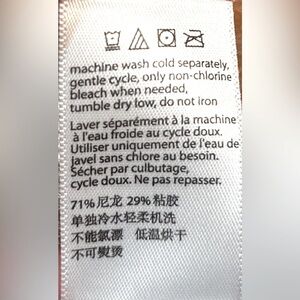 machine wash cold separately,
gentle cycle, only non-chlorine
bleach when needed,
tumble dry low, do not iron
Laver séparément à la machine
à l'eau froide au cycle doux.
Utiliser uniquement de l'eau de
javel sans chlore au besoin.
Sécher par culbutage,
cycle doux. Ne pas repasser.
71%尼龙 29%粘胶
单独冷水轻柔机洗
不能氯漂 低温烘干
不可熨烫